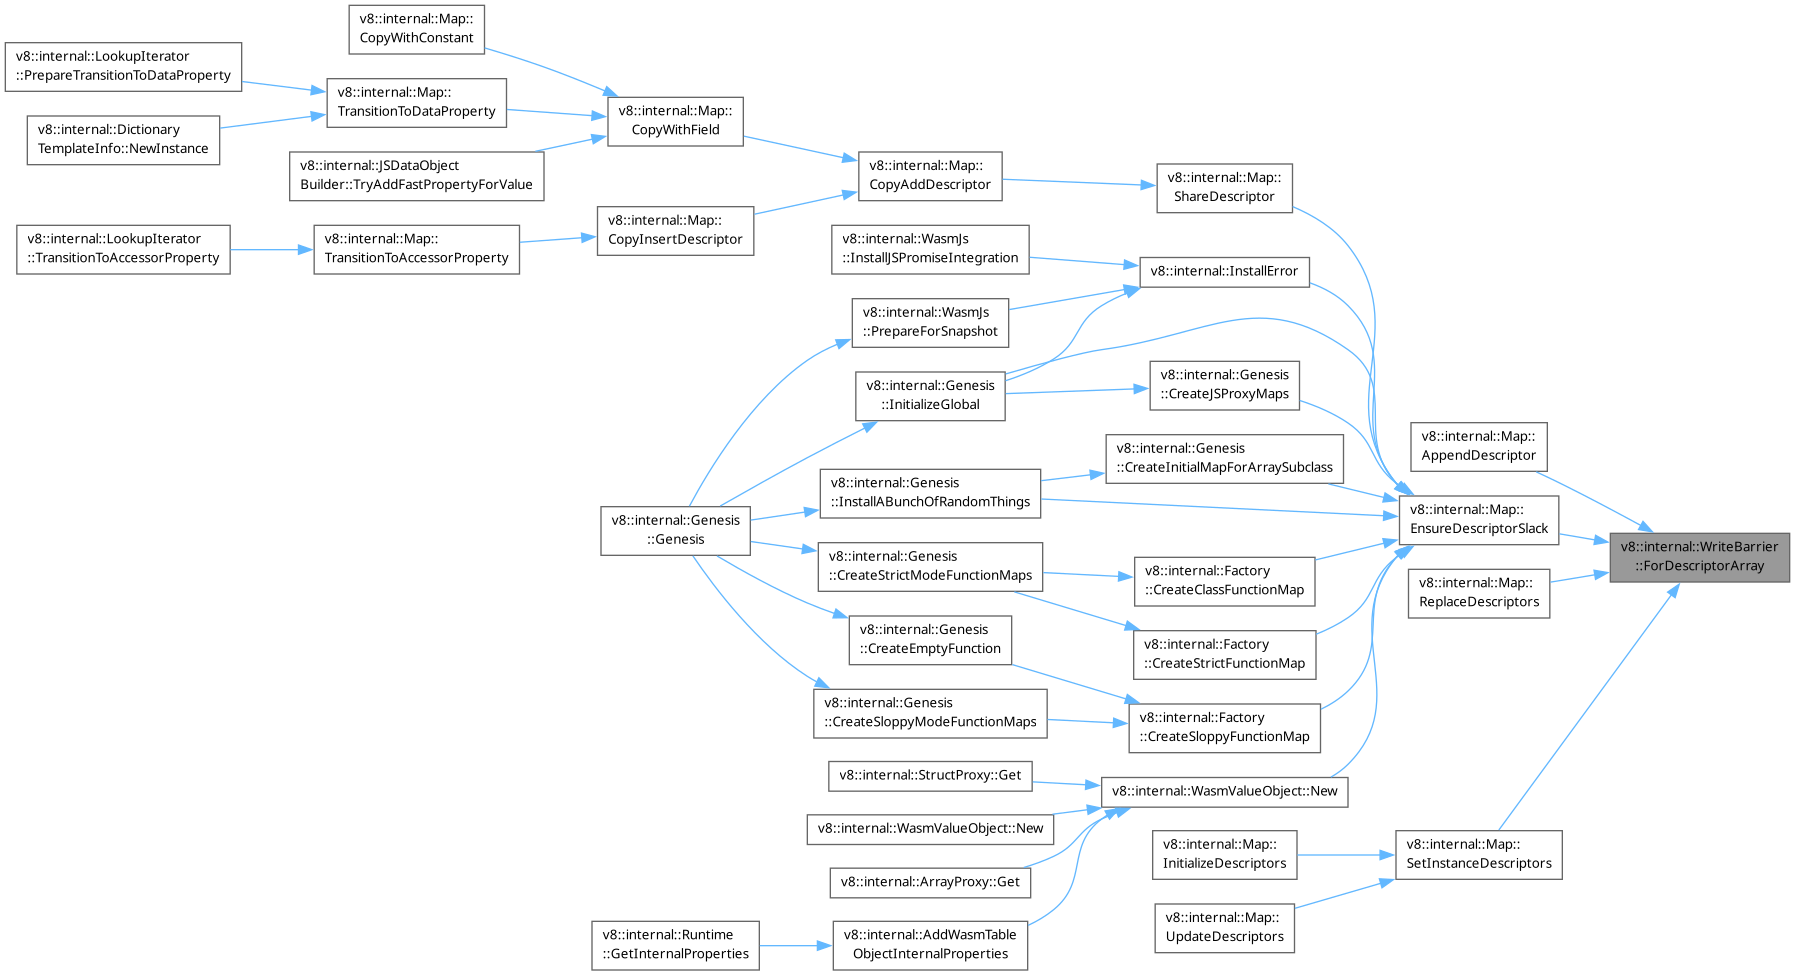 v8::internal::Map::
CopyWithConstant
v8::internal::LookupIterator
::PrepareTransitionToDataProperty
v8::internal::Map::
TransitionToDataProperty
v8::internal::Map::
CopyWithField
v8::internal::Dictionary
TemplateInfo::NewInstance
v8::internal::JSDataObject
Builder::TryAddFastPropertyForValue
v8::internal::Map::
CopyAddDescriptor
v8::internal::Map::
ShareDescriptor
v8::internal::Map::
CopyInsertDescriptor
v8::internal::LookupIterator
::TransitionToAccessorProperty
v8::internal::Map::
TransitionToAccessorProperty
v8::internal::WasmJs
::InstallJSPromiseIntegration
v8::internal::InstallError
v8::internal::WasmJs
::PrepareForSnapshot
v8::internal::Genesis
::InitializeGlobal
v8::internal::Genesis
::CreateJSProxyMaps
v8::internal::Map::
AppendDescriptor
v8::internal::Genesis
::CreateInitialMapForArraySubclass
v8::internal::Genesis
::InstallABunchOfRandomThings
v8::internal::Map::
EnsureDescriptorSlack
v8::internal::Genesis
::Genesis
v8::internal::WriteBarrier
::ForDescriptorArray
v8::internal::Genesis
::CreateStrictModeFunctionMaps
v8::internal::Factory
::CreateClassFunctionMap
v8::internal::Map::
ReplaceDescriptors
v8::internal::Genesis
::CreateEmptyFunction
v8::internal::Factory
::CreateStrictFunctionMap
v8::internal::Genesis
::CreateSloppyModeFunctionMaps
v8::internal::Factory
::CreateSloppyFunctionMap
v8::internal::StructProxy::Get
v8::internal::WasmValueObject::New
v8::internal::WasmValueObject::New
v8::internal::Map::
InitializeDescriptors
v8::internal::Map::
SetInstanceDescriptors
v8::internal::ArrayProxy::Get
v8::internal::Map::
UpdateDescriptors
v8::internal::Runtime
::GetInternalProperties
v8::internal::AddWasmTable
ObjectInternalProperties